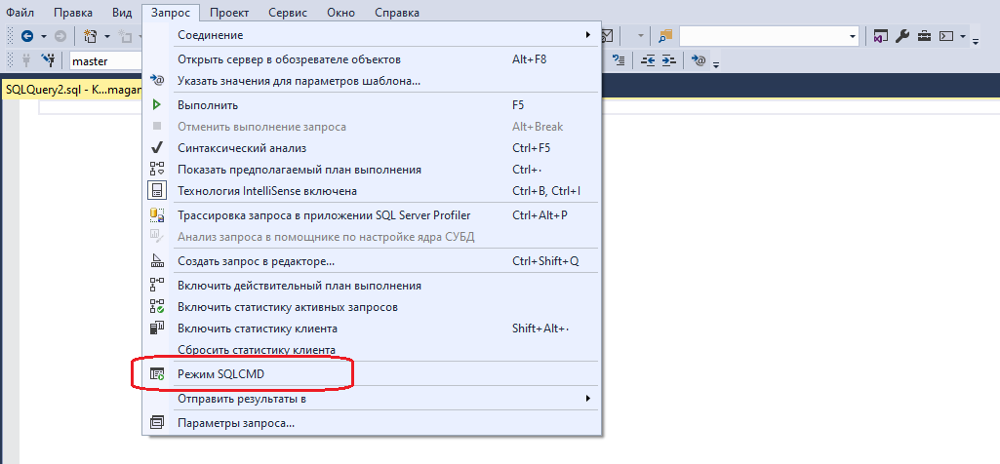 Файл Правка Вид Запрос Проект Сервис Окно Справка
master
SQLQuery2.sql - K...magan
Соединение
Открыть сервер в обозревателе объектов Alt+F8
Указать значения для параметров шаблона...
Выполнить F5
Отменить выполнение запроса Alt+Break
Синтаксический анализ Ctrl+F5
Показать предполагаемый план выполнения Ctrl+·
Технология IntelliSense включена Ctrl+B, Ctrl+I
Трассировка запроса в приложении SQL Server Profiler Ctrl+Alt+P
Анализ запроса в помощнике по настройке ядра СУБД
Создать запрос в редакторе... Ctrl+Shift+Q
Включить действительный план выполнения
Включить статистику активных запросов
Включить статистику клиента Shift+Alt+·
Сбросить статистику клиента
Режим SQLCMD
Отправить результаты в
Параметры запроса...